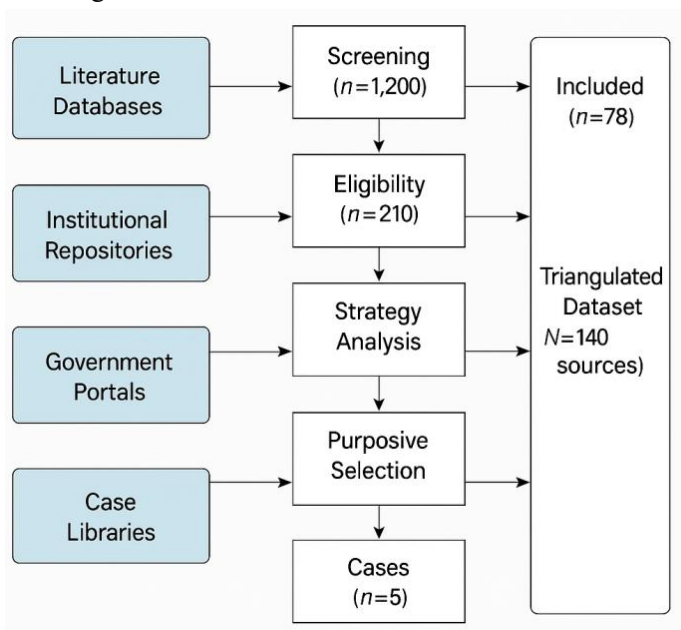 Literature
Databases
Screening
(n=1,200)
Included
(n=78)
Institutional
Repositories
Eligibility
(n=210)
Triangulated
Dataset
N=140
sources)
Government
Portals
Strategy
Analysis
Case
Libraries
Purposive
Selection
Cases
(n=5)